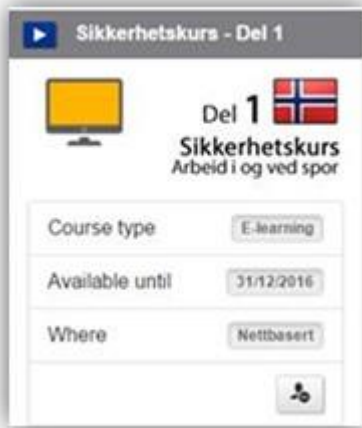 Sikkerhetskurs - Del 1
Del 1
Sikkerhetskurs
Arbeid i og ved spor
Course type E-learning
Available until 31/12/2016
Where Nettbasert